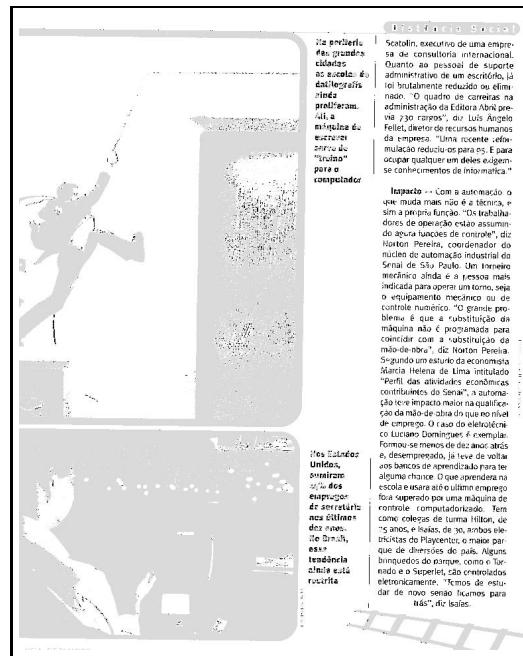 Distância Social
Na periferia
das grandes
cidades
as escolas de
datilografia
ainda
proliferam.
Ali, a
máquina de
escrever
serve de
"treino"
para o
computador
Scatolin, executivo de uma empre-
sa de consultoria internacional.
Quanto ao pessoal de suporte
administrativo de um escritório, já
foi brutalmente reduzido ou elimi-
nado. "O quadro de carreiras na
administração da Editora Abril pre-
via 730 cargos", diz Luis Ângelo
Fellet, diretor de recursos humanos
da empresa. "Uma recente refor-
mulação reduziu-os para 95. E para
ocupar qualquer um deles exigem-
se conhecimentos de informática."
Impacto -- Com a automação o
que muda mais não é a técnica, e
sim a própria função. "Os trabalha-
dores de operação estão assumin-
do agora funções de controle", diz
Norton Pereira, coordenador do
núcleo de automação industrial do
Senai de São Paulo. Um torneiro
mecânico ainda é a pessoa mais
indicada para operar um torno, seja
o equipamento mecânico ou de
controle numérico. "O grande pro-
blema é que a substituição da
máquina não é programada para
coincidir com a substituição da
mão-de-obra", diz Norton Pereira.
Segundo um estudo da economista
Marcia Helena de Lima intitulado
"Perfil das atividades econômicas
contribuintes do Senai", a automa-
ção teve impacto maior na qualifica-
ção da mão-de-obra do que no nível
de emprego. O caso do eletrotécni-
co Luciano Domingues é exemplar.
Formou-se menos de dez anos atrás
e, desempregado, já teve de voltar
aos bancos de aprendizado para ter
alguma chance. O que aprendera na
escola e usara até o último emprego
fora superado por uma máquina de
controle computadorizado. Tem
como colegas de turma Hilton, de
25 anos, e Isaías, de 30, ambos ele-
tricistas do Playcenter, o maior par-
que de diversões do país. Alguns
brinquedos do parque, como o Tor-
nado e o Superjet, são controlados
eletronicamente. "Temos de estu-
dar de novo senão ficamos para
trás", diz Isaías.
Nos Estados
Unidos,
sumiram
dos
empregos
de secretária
nos últimos
dez anos.
No Brasil,
essa
tendência
ainda está
restrita